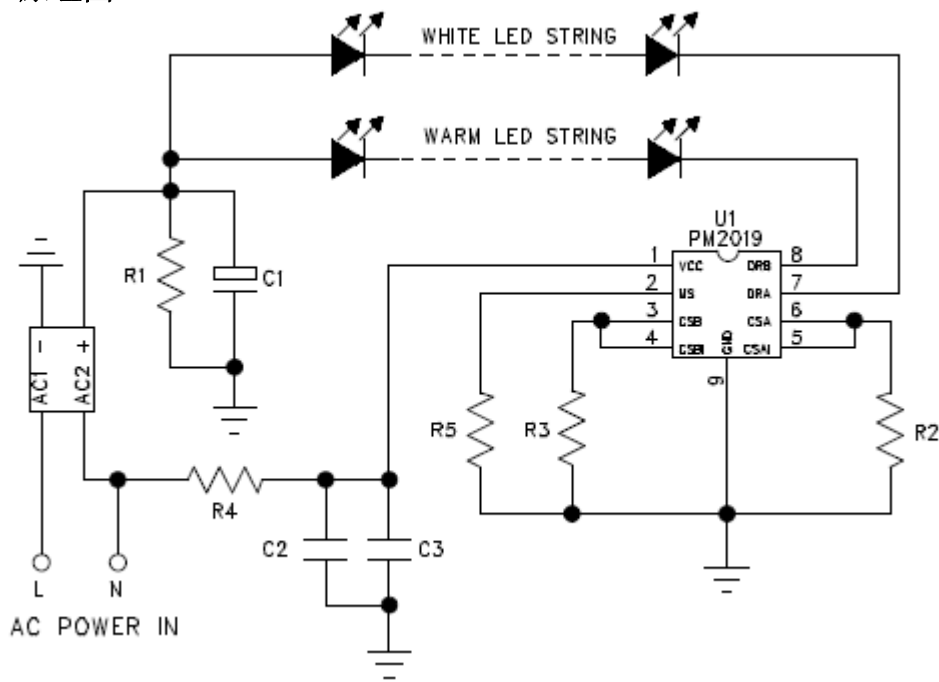 WHITE LED STRING
WARM LED STRING
U1
PM2019
1 VCC DRB 8
2 MS DRA 7
3 CSB CSA 6
4 CSBI CSAI 5
GND
9
R1
C1
- +
AC1 AC2
R5
R3
R2
R4
C2
C3
L
N
AC POWER IN